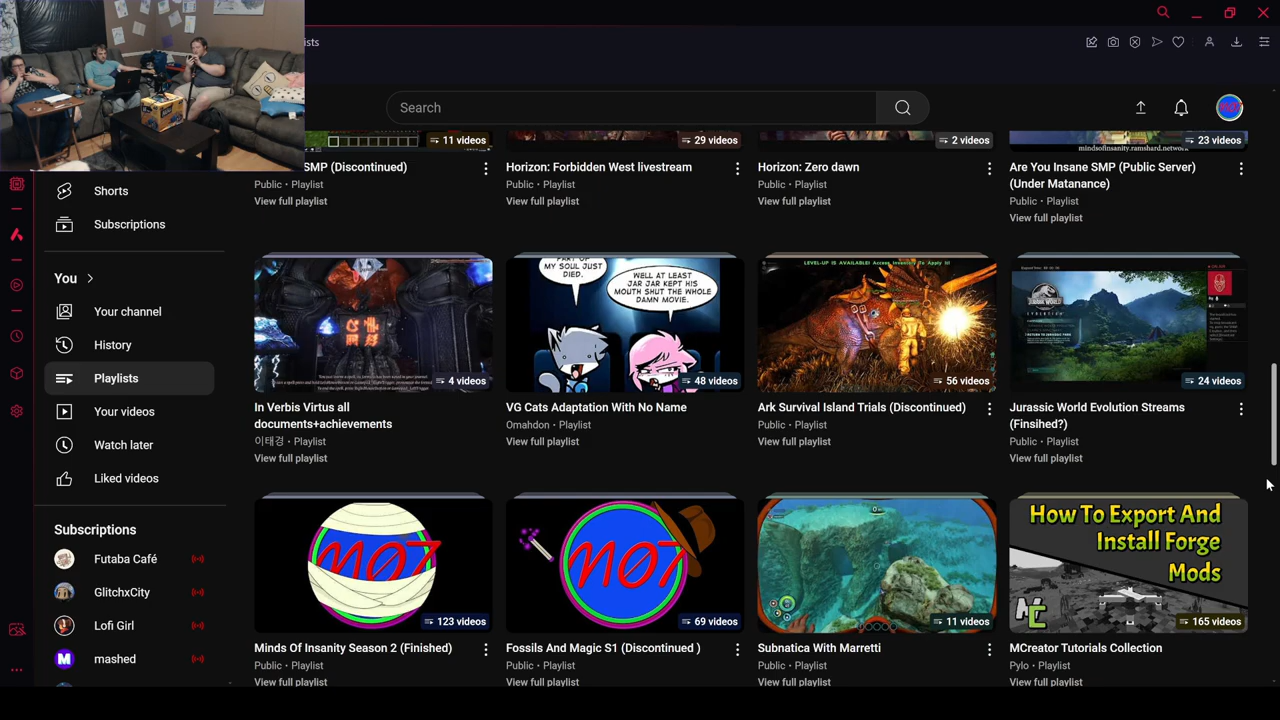 ists
Search
MO7
11 videos
29 videos
2 videos
mindsofinsanity.ramshard.network
23 videos
SMP (Discontinued)
Public • Playlist
View full playlist
Horizon: Forbidden West livestream
Public • Playlist
View full playlist
Horizon: Zero dawn
Public • Playlist
View full playlist
Are You Insane SMP (Public Server)
(Under Matanance)
Public • Playlist
View full playlist
Shorts
Subscriptions
You
Your channel
History
Playlists
Your videos
Watch later
Liked videos
Subscriptions
Futaba Café
GlitchxCity
Lofi Girl
mashed
4 videos
In Verbis Virtus all
documents+achievements
이태경 • Playlist
View full playlist
MY SOUL JUST
DIED.
WELL AT LEAST
JAR JAR KEPT HIS
MOUTH SHUT THE WHOLE
DAMN MOVIE.
48 videos
VG Cats Adaptation With No Name
Omahdon • Playlist
View full playlist
LEVEL-UP IS AVAILABLE! Access Inventory To Apply It!
56 videos
Ark Survival Island Trials (Discontinued)
Public • Playlist
View full playlist
JURASSIC WORLD
24 videos
Jurassic World Evolution Streams
(Finsihed?)
Public • Playlist
View full playlist
MO7
123 videos
Minds Of Insanity Season 2 (Finished)
Public • Playlist
View full playlist
MO7
69 videos
Fossils And Magic S1 (Discontinued )
Public • Playlist
View full playlist
11 videos
Subnatica With Marretti
Public • Playlist
View full playlist
How To Export And
Install Forge
Mods
165 videos
MCreator Tutorials Collection
Pylo • Playlist
View full playlist